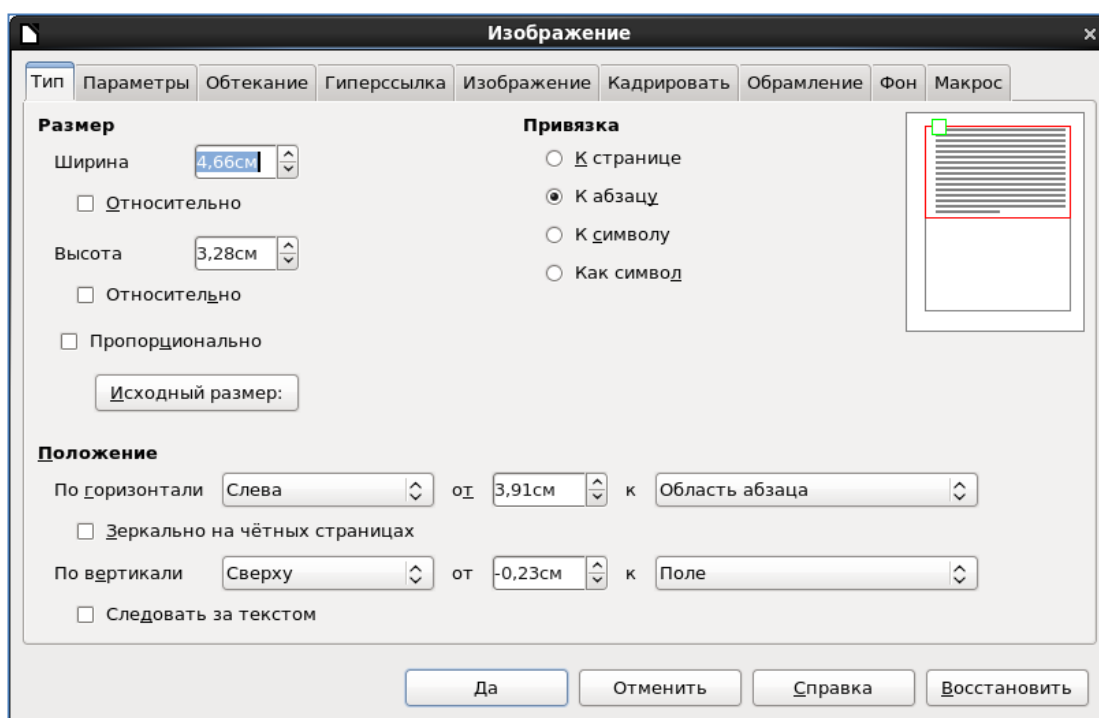 Изображение
Тип Параметры Обтекание Гиперссылка Изображение Кадрировать Обрамление Фон Макрос
Размер Привязка
Ширина 4,66см К странице
Относительно К абзацу
Высота 3,28см К символу
Относительно Как символ
Пропорционально
Исходный размер:
Положение
По горизонтали Слева от 3,91см к Область абзаца
Зеркально на чётных страницах
По вертикали Сверху от -0,23см к Поле
Следовать за текстом
Да Отменить Справка Восстановить